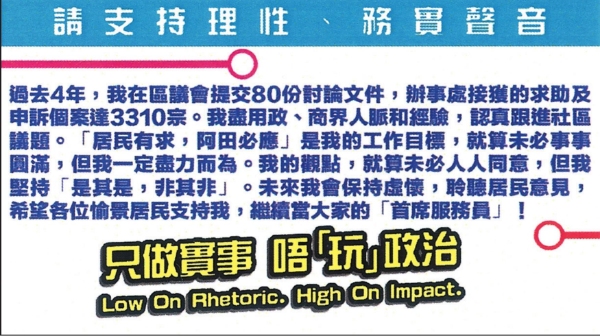 請支持理性、務實聲音
過去4年，我在區議會提交80份討論文件，辦事處接獲的求助及
申訴個案達3310宗。我盡用政、商界人脈和經驗，認真跟進社區
議題。「居民有求，阿田必應」是我的工作目標，就算未必事事
圓滿，但我一定盡力而為。我的觀點，就算未必人人同意，但我
堅持「是其是，非其非」。未來我會保持虛懷，聆聽居民意見，
希望各位愉景居民支持我，繼續當大家的「首席服務員」！
只做實事 唔「玩」政治
Low On Rhetoric. High On Impact.